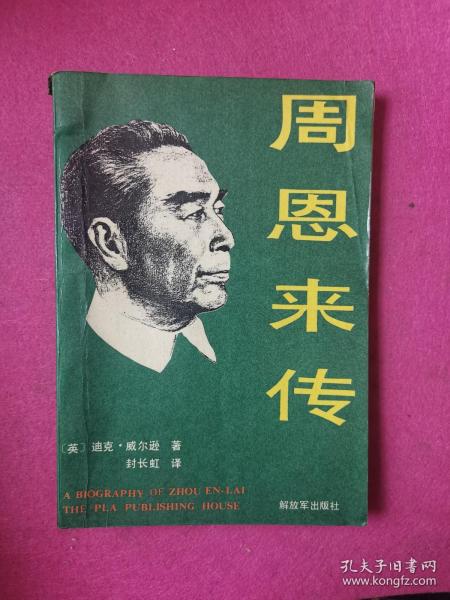 周恩来传
〔英〕迪克·威尔逊 著
封长虹 译
A BIOGRAPHY OF ZHOU EN-LAI
THE PLA PUBLISHING HOUSE
解放军出版社
孔夫子旧书网
www.kongfz.com